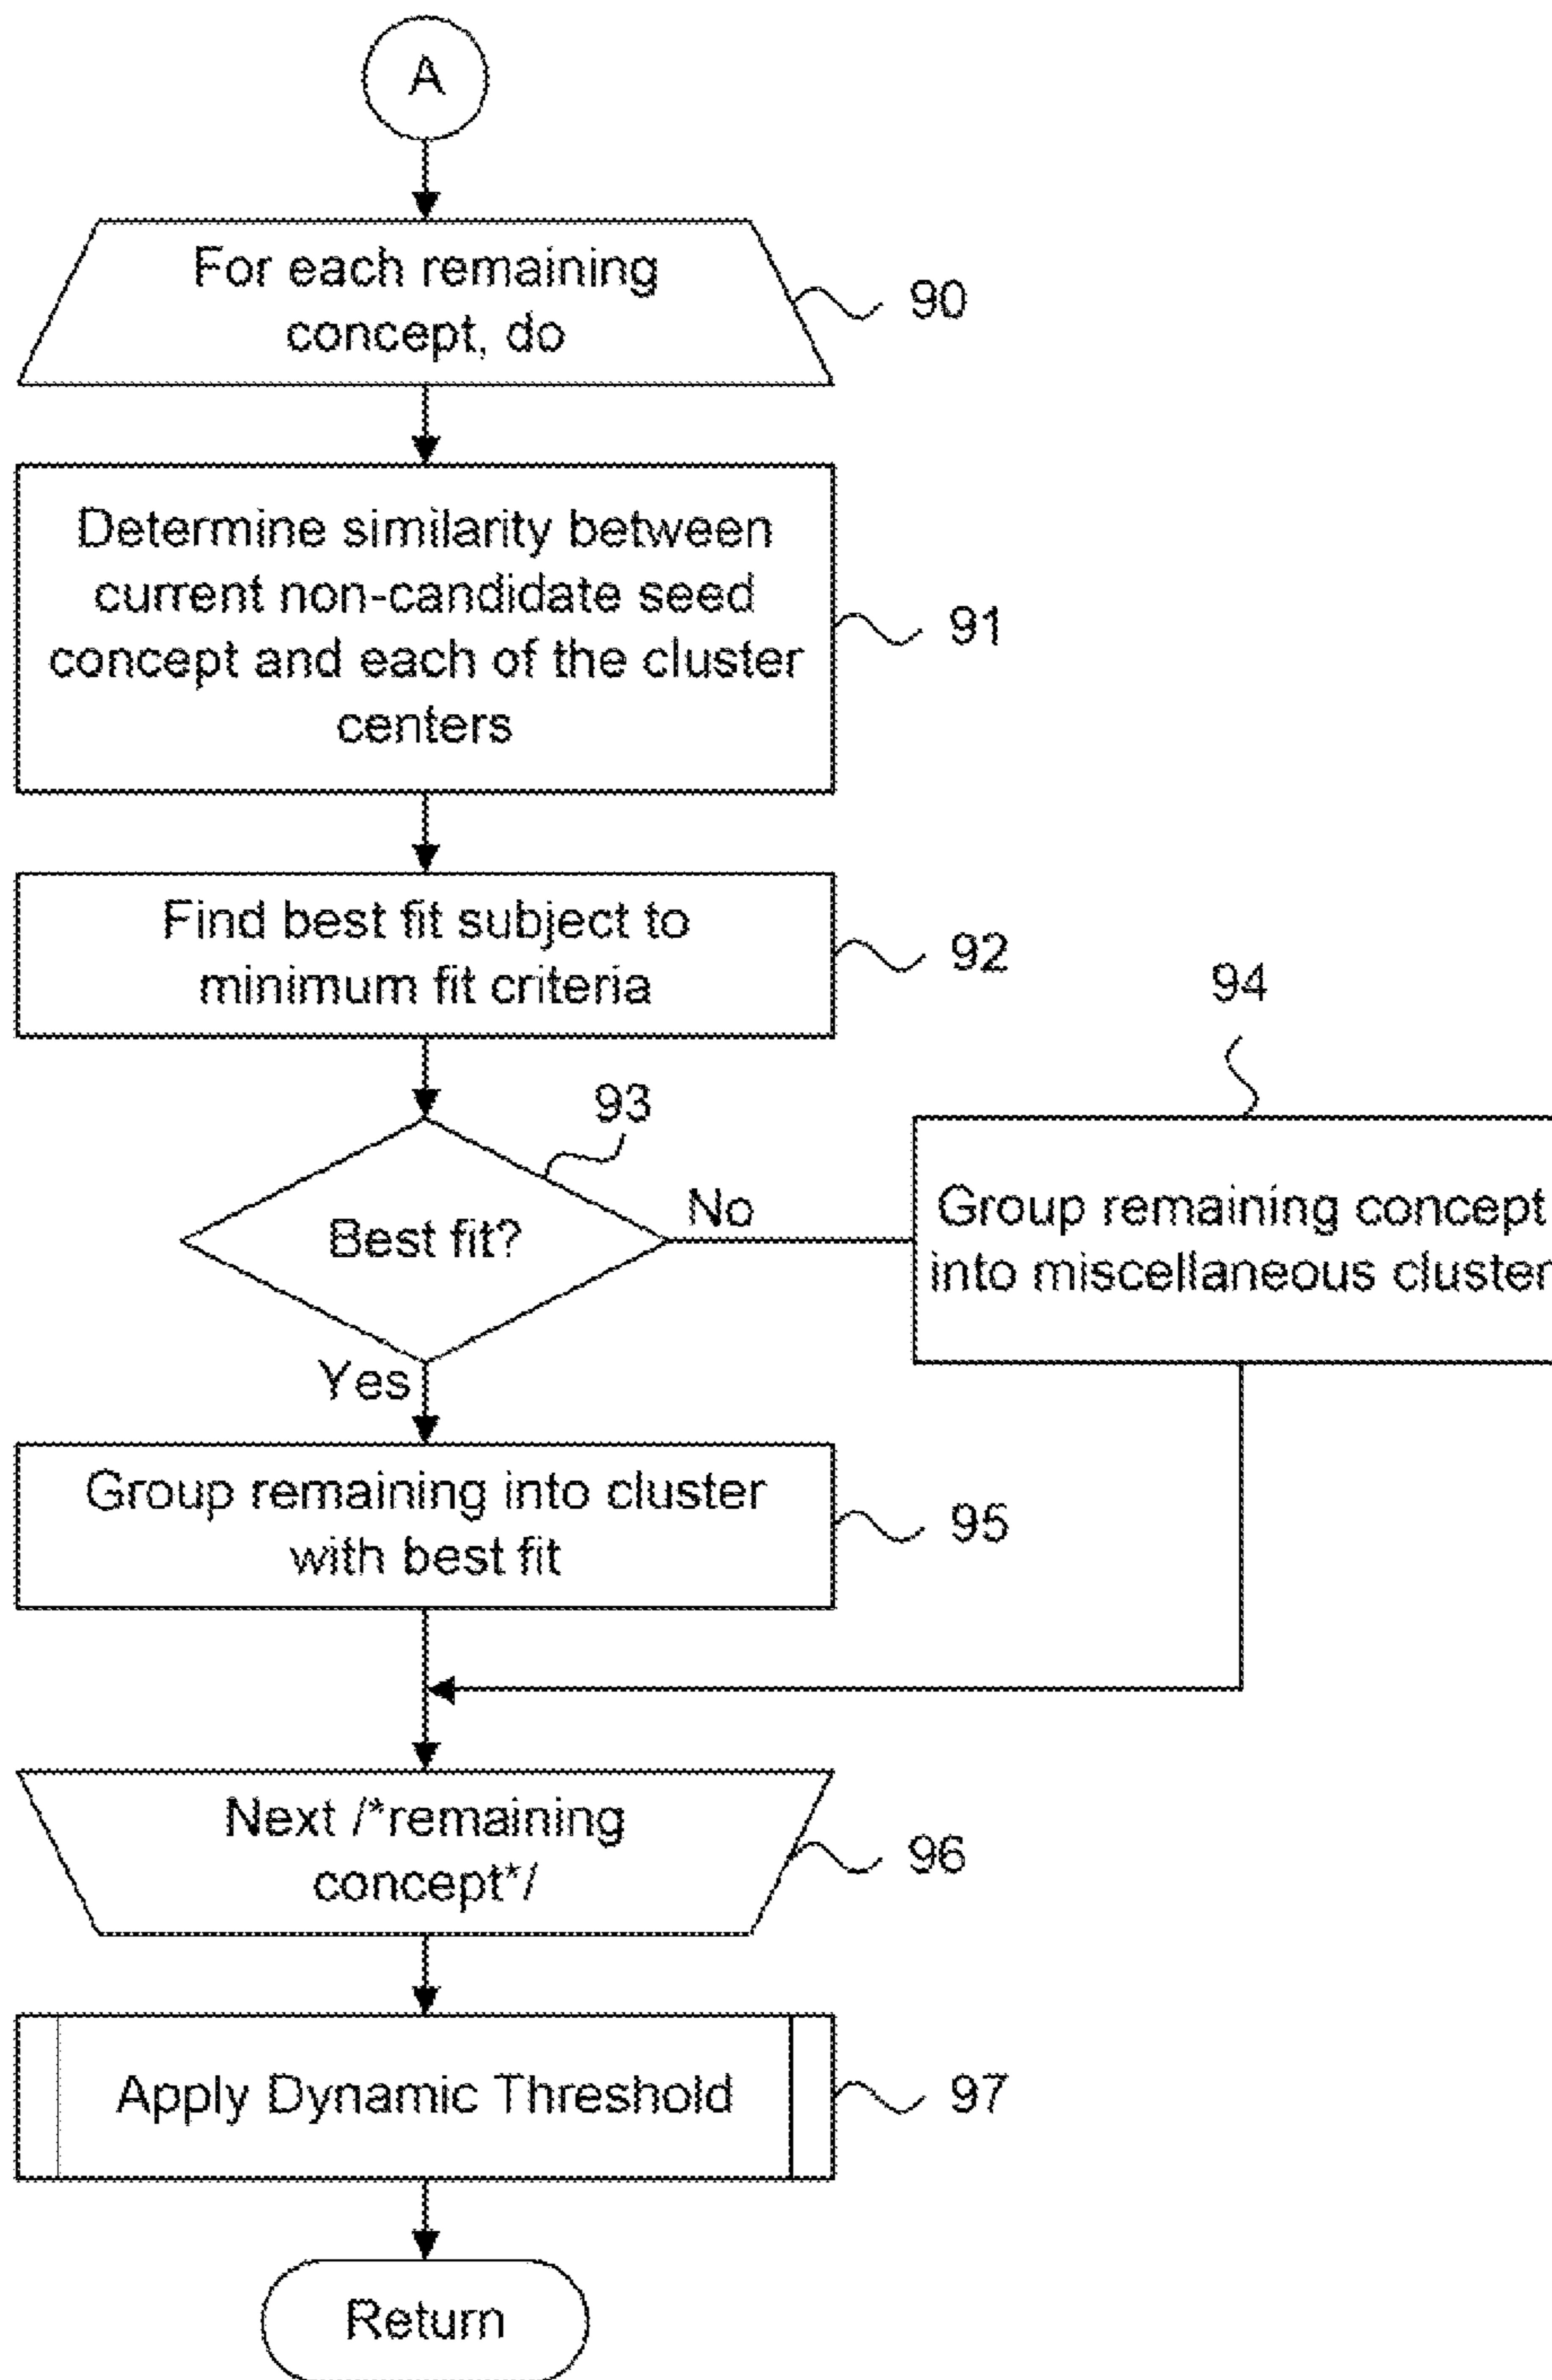 A
For each remaining
concept, do
90
Determine similarity between
current non-candidate seed
concept and each of the cluster
centers
91
Find best fit subject to
minimum fit criteria
92
94
93
Best fit?
No
Group remaining concept
into miscellaneous cluster
Yes
Group remaining into cluster
with best fit
95
Next /*remaining
concept*/
96
Apply Dynamic Threshold
97
Return